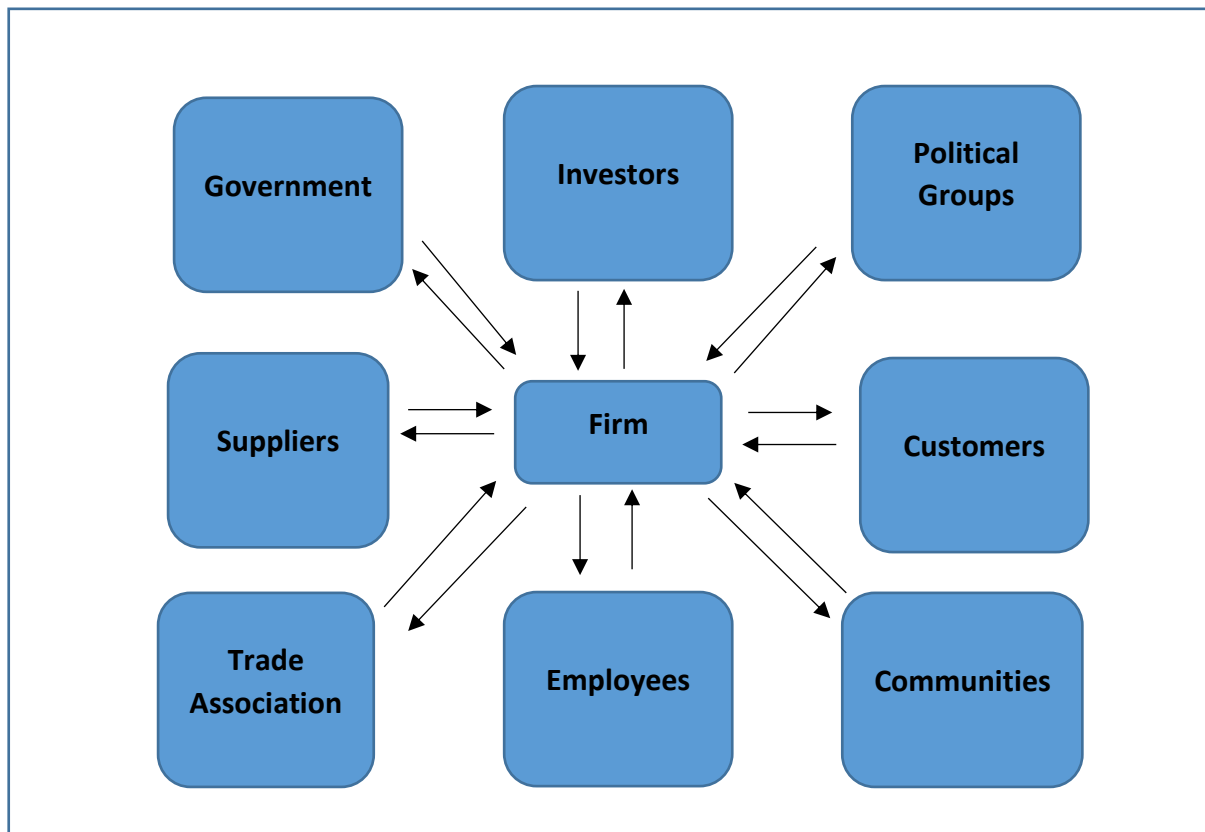 Government
Investors
Political
Groups
Suppliers
Firm
Customers
Trade
Association
Employees
Communities